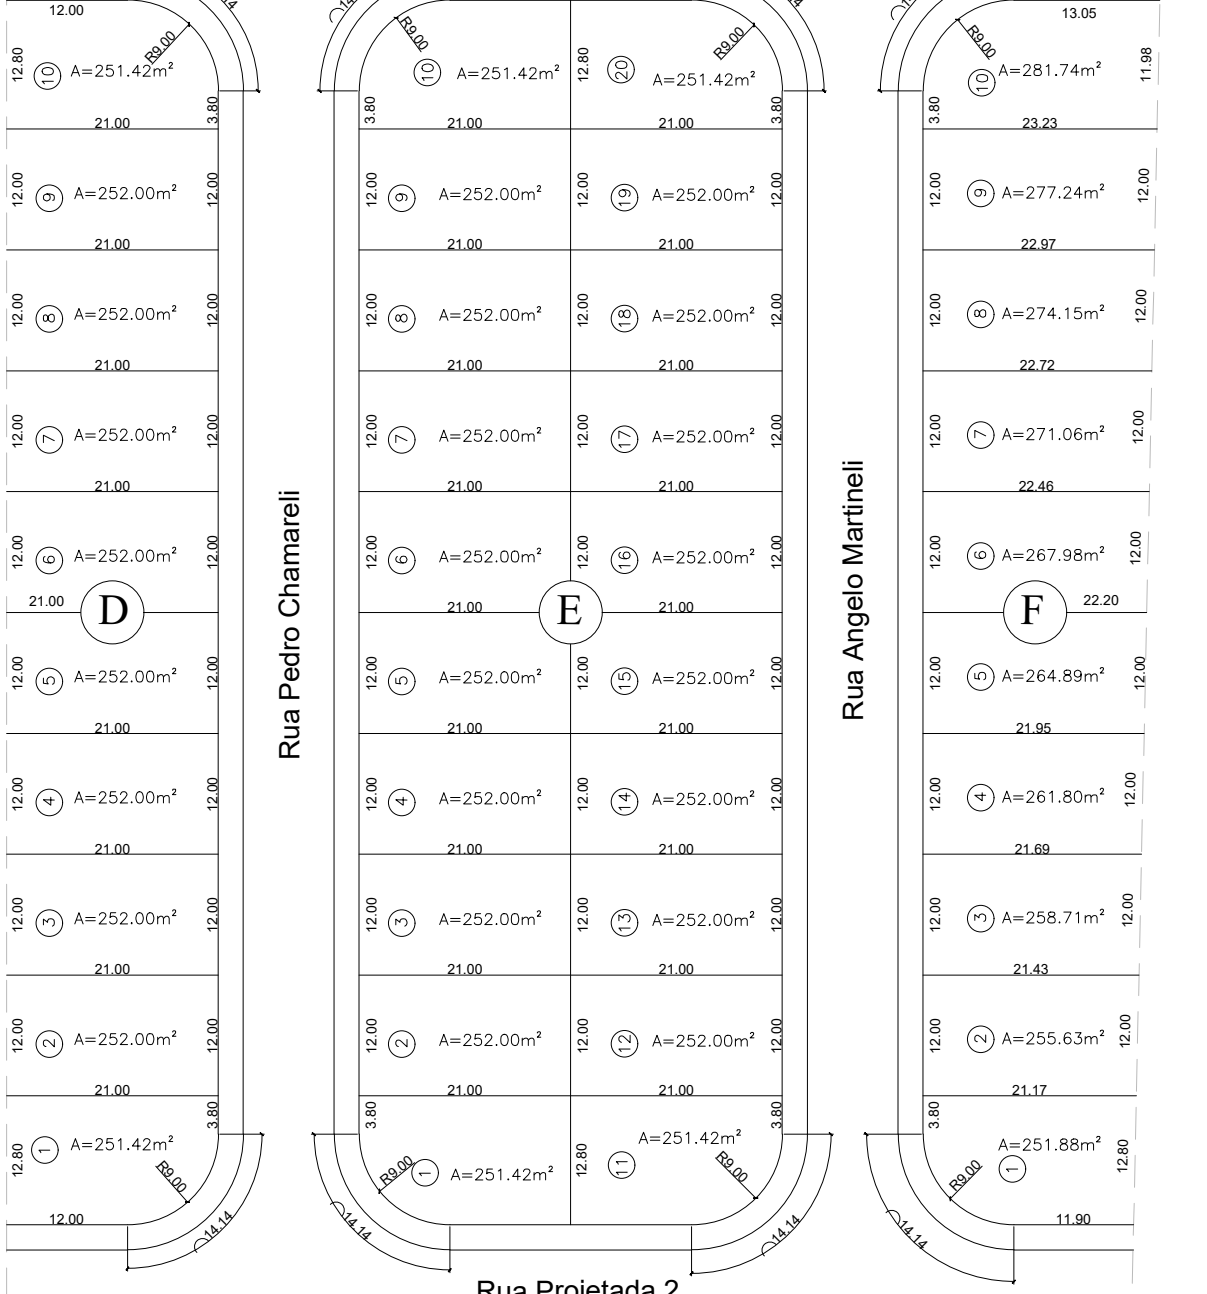 12.00
12.80
10
A=251.42m²
R9.00
3.80
21.00
12.00
9
A=252.00m²
12.00
21.00
12.00
8
A=252.00m²
12.00
21.00
12.00
7
A=252.00m²
12.00
21.00
12.00
6
A=252.00m²
12.00
21.00
D
12.00
5
A=252.00m²
12.00
21.00
12.00
4
A=252.00m²
12.00
21.00
12.00
3
A=252.00m²
12.00
21.00
12.00
2
A=252.00m²
12.00
21.00
3.80
12.80
1
A=251.42m²
R9.00
12.00
14.14
Rua Pedro Chamareli
R9.00
10
A=251.42m²
12.80
20
A=251.42m²
R9.00
3.80
21.00
21.00
3.80
12.00
9
A=252.00m²
12.00
19
A=252.00m²
12.00
21.00
21.00
12.00
8
A=252.00m²
12.00
18
A=252.00m²
12.00
21.00
21.00
12.00
7
A=252.00m²
12.00
17
A=252.00m²
12.00
21.00
21.00
12.00
6
A=252.00m²
12.00
16
A=252.00m²
12.00
21.00
E
21.00
12.00
5
A=252.00m²
12.00
15
A=252.00m²
12.00
21.00
21.00
12.00
4
A=252.00m²
12.00
14
A=252.00m²
12.00
21.00
21.00
12.00
3
A=252.00m²
12.00
13
A=252.00m²
12.00
21.00
21.00
12.00
2
A=252.00m²
12.00
12
A=252.00m²
12.00
21.00
21.00
3.80
3.80
R9.00
1
A=251.42m²
12.80
11
A=251.42m²
R9.00
14.14
14.14
Rua Projetada 2
Rua Angelo Martineli
13.05
R9.00
10
A=281.74m²
11.98
3.80
23.23
12.00
9
A=277.24m²
12.00
22.97
12.00
8
A=274.15m²
12.00
22.72
12.00
7
A=271.06m²
12.00
22.46
12.00
6
A=267.98m²
12.00
F
22.20
12.00
5
A=264.89m²
12.00
21.95
12.00
4
A=261.80m²
12.00
21.69
12.00
3
A=258.71m²
12.00
21.43
12.00
2
A=255.63m²
12.00
21.17
3.80
A=251.88m²
1
12.80
R9.00
11.90
14.14